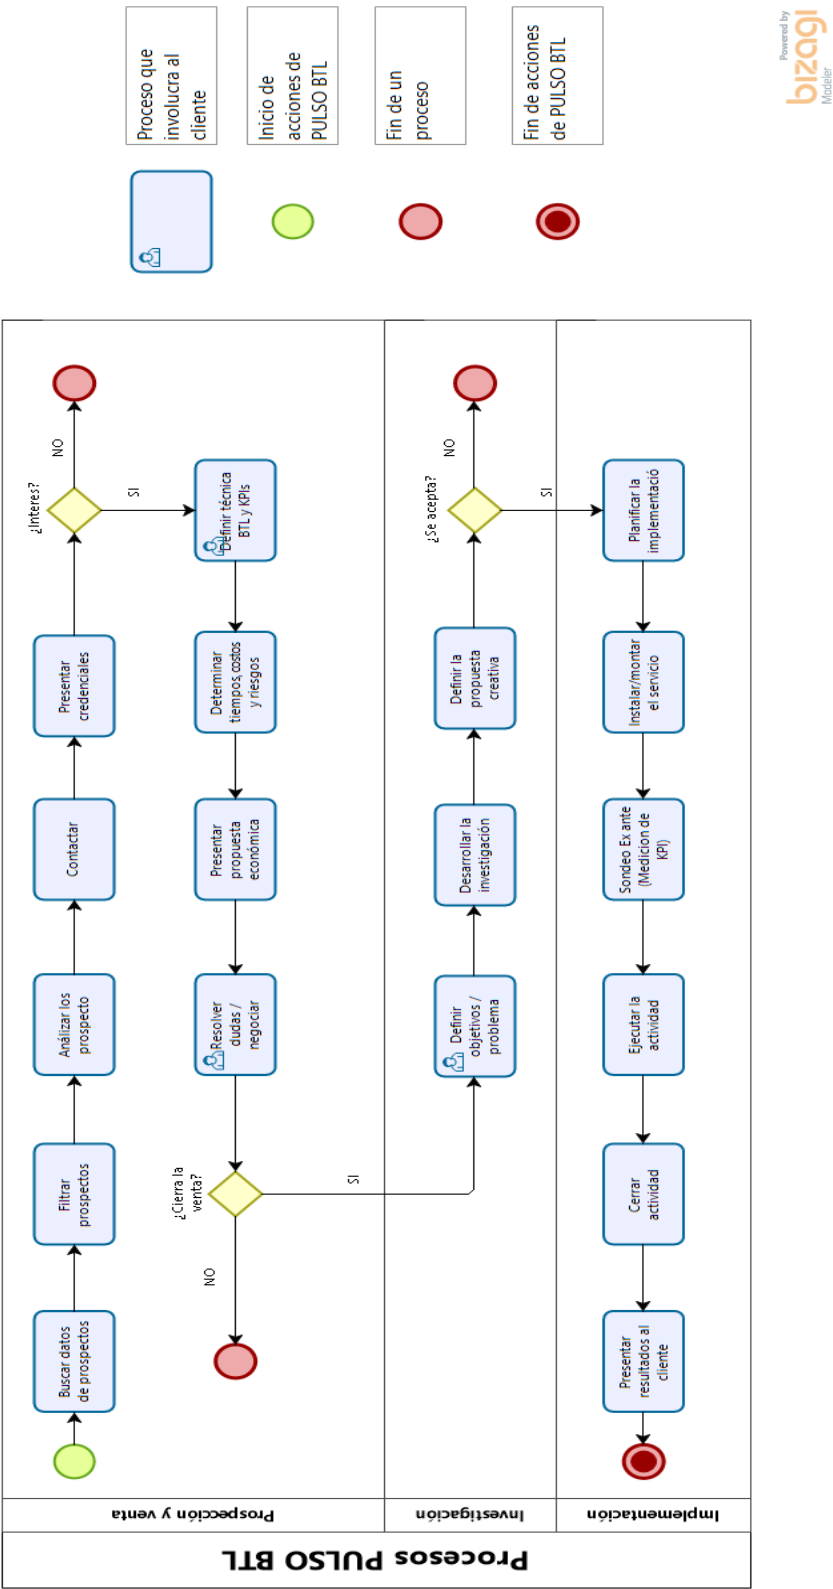 Procesos PULSO BTL
Prospección y venta
Buscar datos
de prospectos
Filtrar
prospectos
Análizar los
prospecto
Contactar
Presentar
credenciales
¿Interes?
NO
SI
Definir técnica
BTL y KPIs
Determinar
tiempos,costos
y riesgos
Presentar
propuesta
económica
Resolver
dudas /
negociar
¿Cierra la
venta?
NO
SI
Investigación
Definir
objetivos /
problema
Desarrollar la
investigación
Definir la
propuesta
creativa
¿Se acepta?
NO
SI
Implementación
Planificar la
implementació
Instalar/montar
el servicio
Sondeo Ex ante
(Medicion de
KPI)
Ejecutar la
actividad
Cerrar
actividad
Presentar
resultados al
cliente
Proceso que
involucra al
cliente
Inicio de
acciones de
PULSO BTL
Fin de un
proceso
Fin de acciones
de PULSO BTL
Powered by
bizagi
Modeler